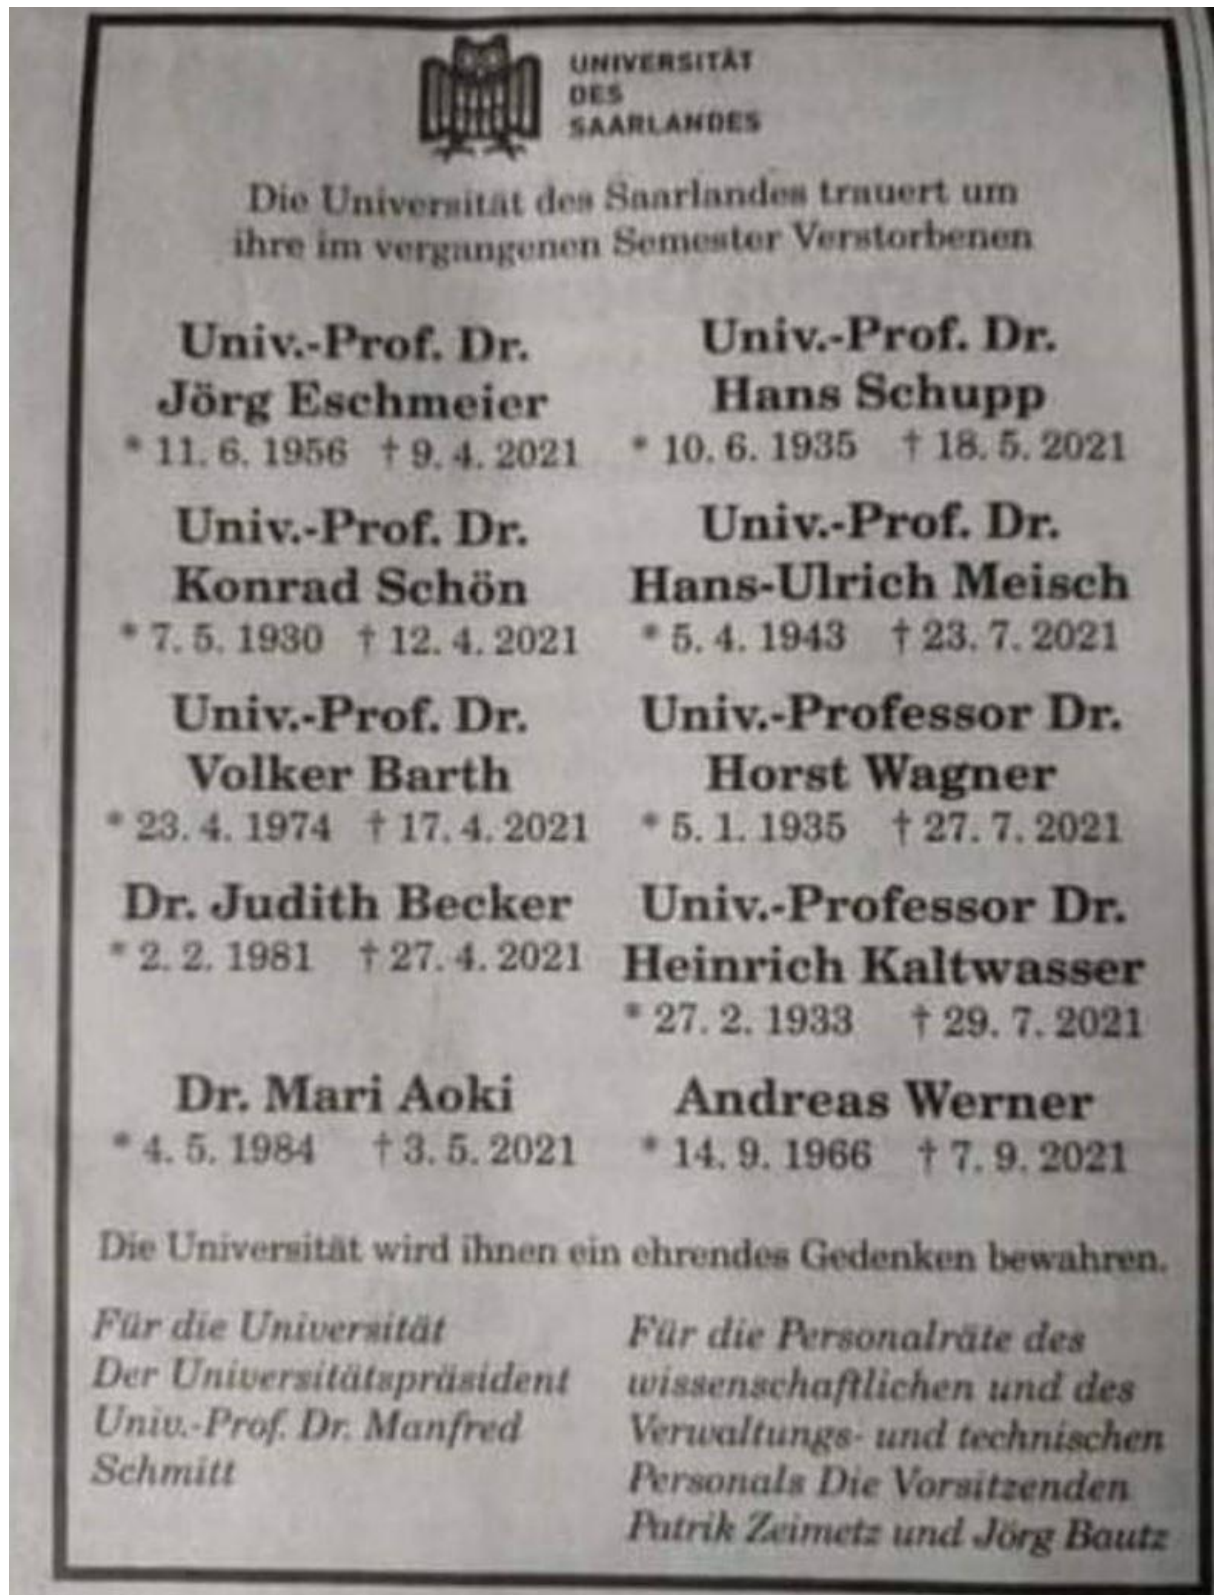 UNIVERSITÄT
DES
SAARLANDES
Die Universität des Saarlandes trauert um
ihre im vergangenen Semester Verstorbenen
Univ.-Prof. Dr.
Jörg Eschmeier
* 11. 6. 1956 † 9. 4. 2021
Univ.-Prof. Dr.
Hans Schupp
* 10. 6. 1935 † 18. 5. 2021
Univ.-Prof. Dr.
Konrad Schön
* 7. 5. 1930 † 12. 4. 2021
Univ.-Prof. Dr.
Hans-Ulrich Meisch
* 5. 4. 1943 † 23. 7. 2021
Univ.-Prof. Dr.
Volker Barth
* 23. 4. 1974 † 17. 4. 2021
Univ.-Professor Dr.
Horst Wagner
* 5. 1. 1935 † 27. 7. 2021
Dr. Judith Becker
* 2. 2. 1981 † 27. 4. 2021
Univ.-Professor Dr.
Heinrich Kaltwasser
* 27. 2. 1933 † 29. 7. 2021
Dr. Mari Aoki
* 4. 5. 1984 † 3. 5. 2021
Andreas Werner
* 14. 9. 1966 † 7. 9. 2021
Die Universität wird ihnen ein ehrendes Gedenken bewahren.
Für die Universität
Der Universitätspräsident
Univ.-Prof. Dr. Manfred
Schmitt
Für die Personalräte des
wissenschaftlichen und des
Verwaltungs- und technischen
Personals Die Vorsitzenden
Patrik Zeimetz und Jörg Bautz